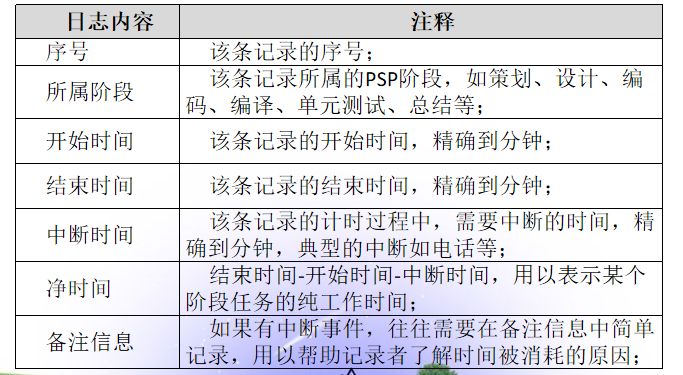 日志内容 注释
序号 该条记录的序号；
所属阶段 该条记录所属的PSP阶段，如策划、设计、编
码、编译、单元测试、总结等；
开始时间 该条记录的开始时间，精确到分钟；
结束时间 该条记录的结束时间，精确到分钟；
中断时间 该条记录的计时过程中，需要中断的时间，精
确到分钟，典型的中断如电话等；
净时间 结束时间-开始时间-中断时间，用以表示某个
阶段任务的纯工作时间；
备注信息 如果有中断事件，往往需要在备注信息中简单
记录，用以帮助记录者了解时间被消耗的原因；